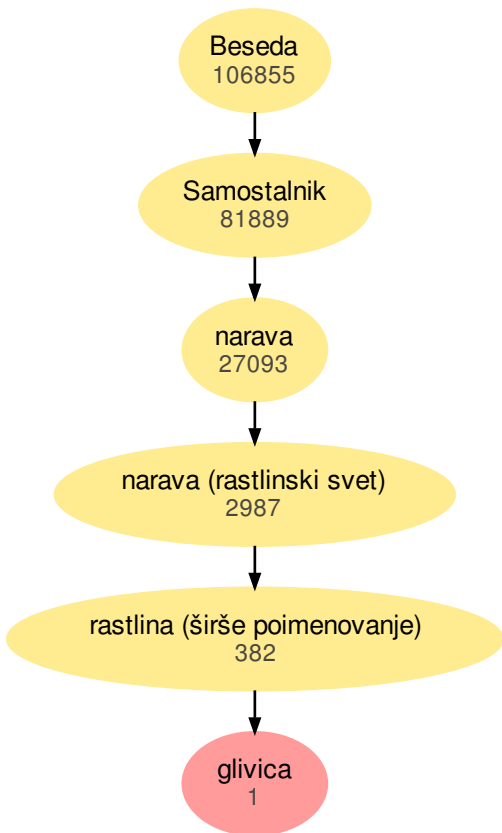 Beseda
106855
Samostalnik
81889
narava
27093
narava (rastlinski svet)
2987
rastlina (širše poimenovanje)
382
glivica
1